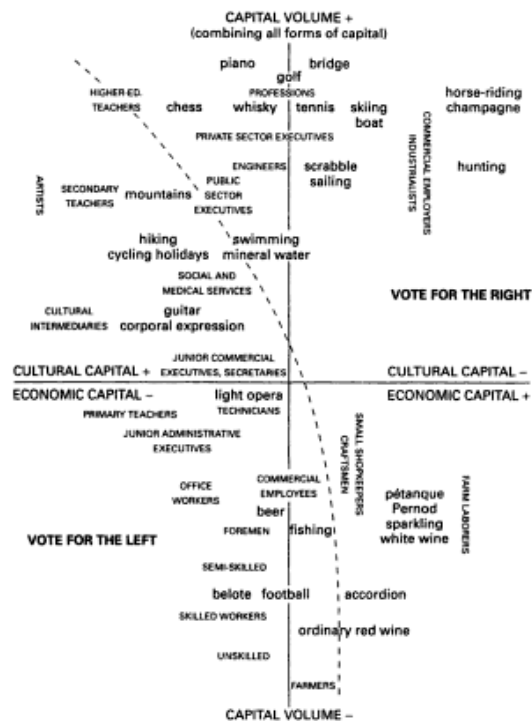 CAPITAL VOLUME +
(combining all forms of capital)
piano bridge
golf
HIGHER-ED. TEACHERS
PROFESSIONS
chess whisky tennis skiing
boat
horse-riding
champagne
PRIVATE SECTOR EXECUTIVES
COMMERCIAL EMPLOYERS
INDUSTRIALISTS
ENGINEERS
scrabble
sailing
hunting
ARTISTS
SECONDARY
TEACHERS
mountains
PUBLIC
SECTOR
EXECUTIVES
hiking
cycling holidays
swimming
mineral water
SOCIAL AND
MEDICAL SERVICES
VOTE FOR THE RIGHT
CULTURAL
INTERMEDIARIES
guitar
corporal expression
JUNIOR COMMERCIAL
EXECUTIVES, SECRETARIES
CULTURAL CAPITAL +
CULTURAL CAPITAL –
ECONOMIC CAPITAL –
ECONOMIC CAPITAL +
light opera
PRIMARY TEACHERS
TECHNICIANS
JUNIOR ADMINISTRATIVE
EXECUTIVES
SMALL SHOPKEEPERS
CRAFTSMEN
OFFICE
WORKERS
COMMERCIAL
EMPLOYEES
beer
pétanque
Pernod
sparkling
white wine
FARM LABORERS
VOTE FOR THE LEFT
FOREMEN
fishing
SEMI-SKILLED
belote football accordion
SKILLED WORKERS
ordinary red wine
UNSKILLED
FARMERS
CAPITAL VOLUME –